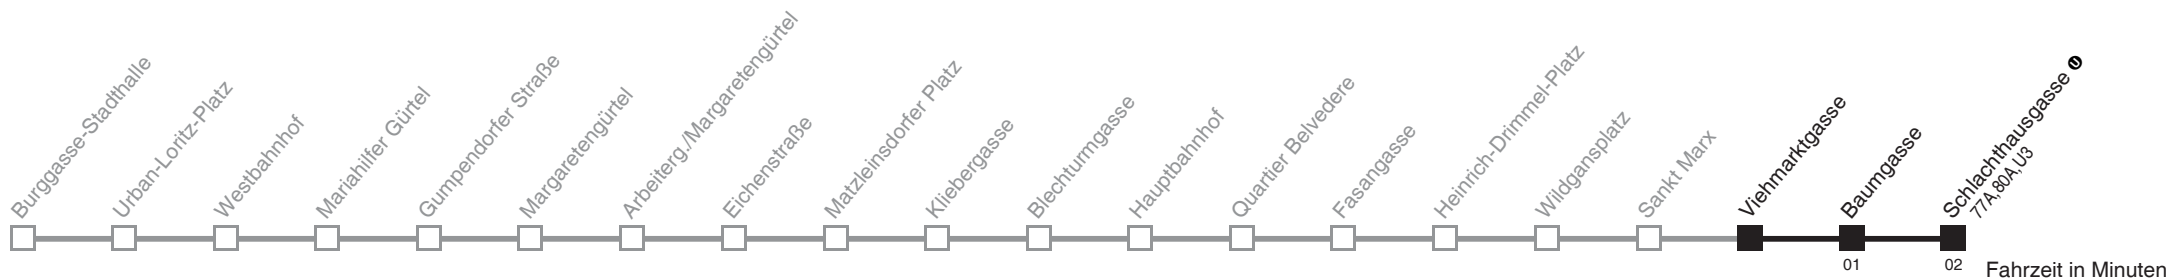 Burggasse-Stadthalle
Urban-Loritz-Platz
Westbahnhof
Mariahilfer Gürtel
Gumpendorfer Straße
Margaretengürtel
Arbeiterg./Margaretengürtel
Eichenstraße
Matzleinsdorfer Platz
Kliebergasse
Blechturmgasse
Hauptbahnhof
Quartier Belvedere
Fasangasse
Heinrich-Drimmel-Platz
Wildgansplatz
Sankt Marx
Viehmarktgasse
Baumgasse
Schlachthausgasse U
77A,80A,U3
01
02
Fahrzeit in Minuten